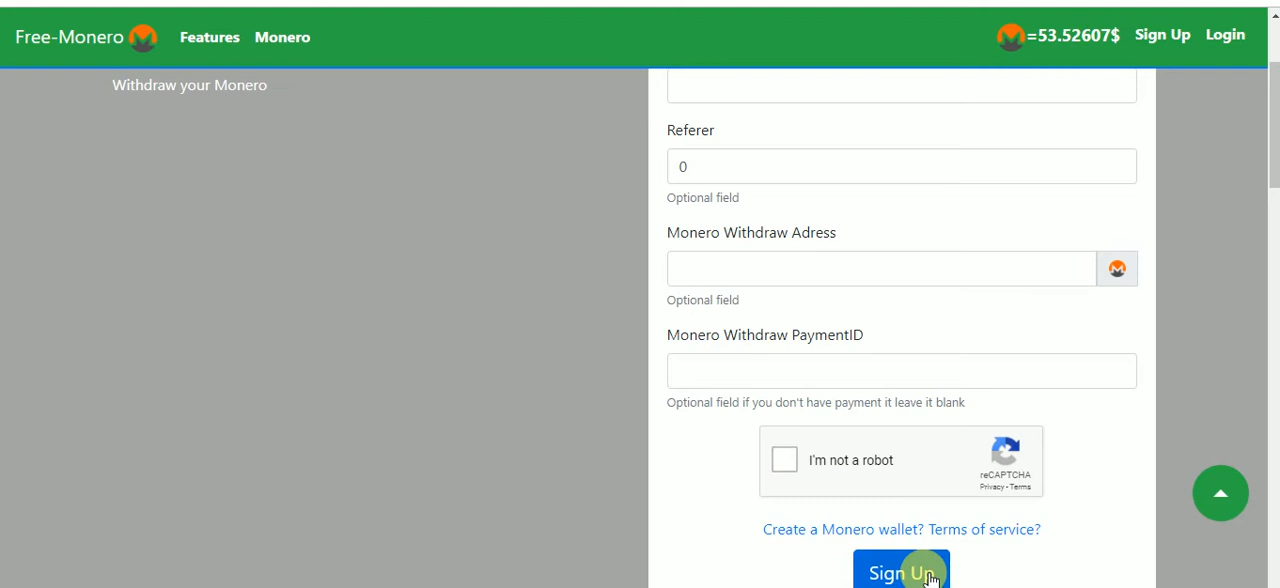 Free-Monero Features Monero =53.52607$ Sign Up Login
Withdraw your Monero
Referer
0
Optional field
Monero Withdraw Adress
Optional field
Monero Withdraw PaymentID
Optional field if you don't have payment it leave it blank
I'm not a robot
reCAPTCHA
Privacy - Terms
Create a Monero wallet? Terms of service?
Sign Up